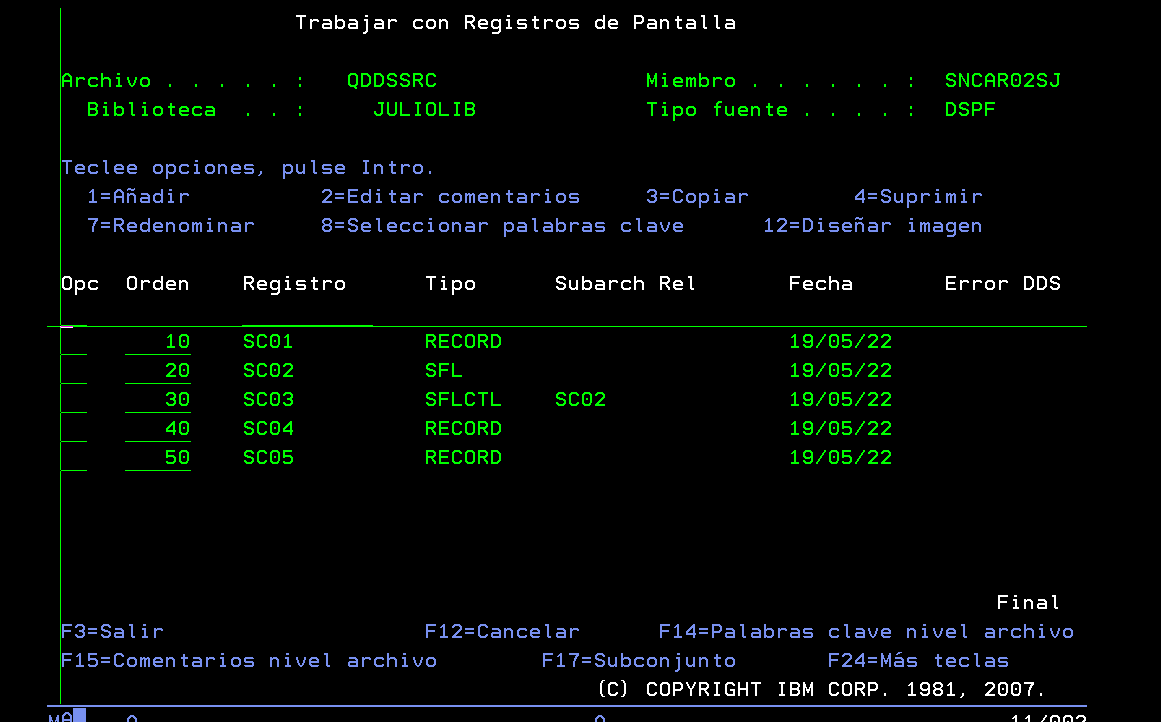 Trabajar con Registros de Pantalla
Archivo . . . . . :   QDDSSRC                Miembro . . . . . . :  SNCAR02SJ
Biblioteca  . . :     JULIOLIB             Tipo fuente . . . . :  DSPF
Teclee opciones, pulse Intro.
1=Añadir          2=Editar comentarios     3=Copiar        4=Suprimir
7=Redenominar     8=Seleccionar palabras clave      12=Diseñar imagen
Opc  Orden    Registro      Tipo      Subarch Rel       Fecha       Error DDS
10    SC01          RECORD                      19/05/22
20    SC02          SFL                         19/05/22
30    SC03          SFLCTL    SC02              19/05/22
40    SC04          RECORD                      19/05/22
50    SC05          RECORD                      19/05/22
Final
F3=Salir                    F12=Cancelar      F14=Palabras clave nivel archivo
F15=Comentarios nivel archivo        F17=Subconjunto       F24=Más teclas
(C) COPYRIGHT IBM CORP. 1981, 2007.
MA                                                        11/002